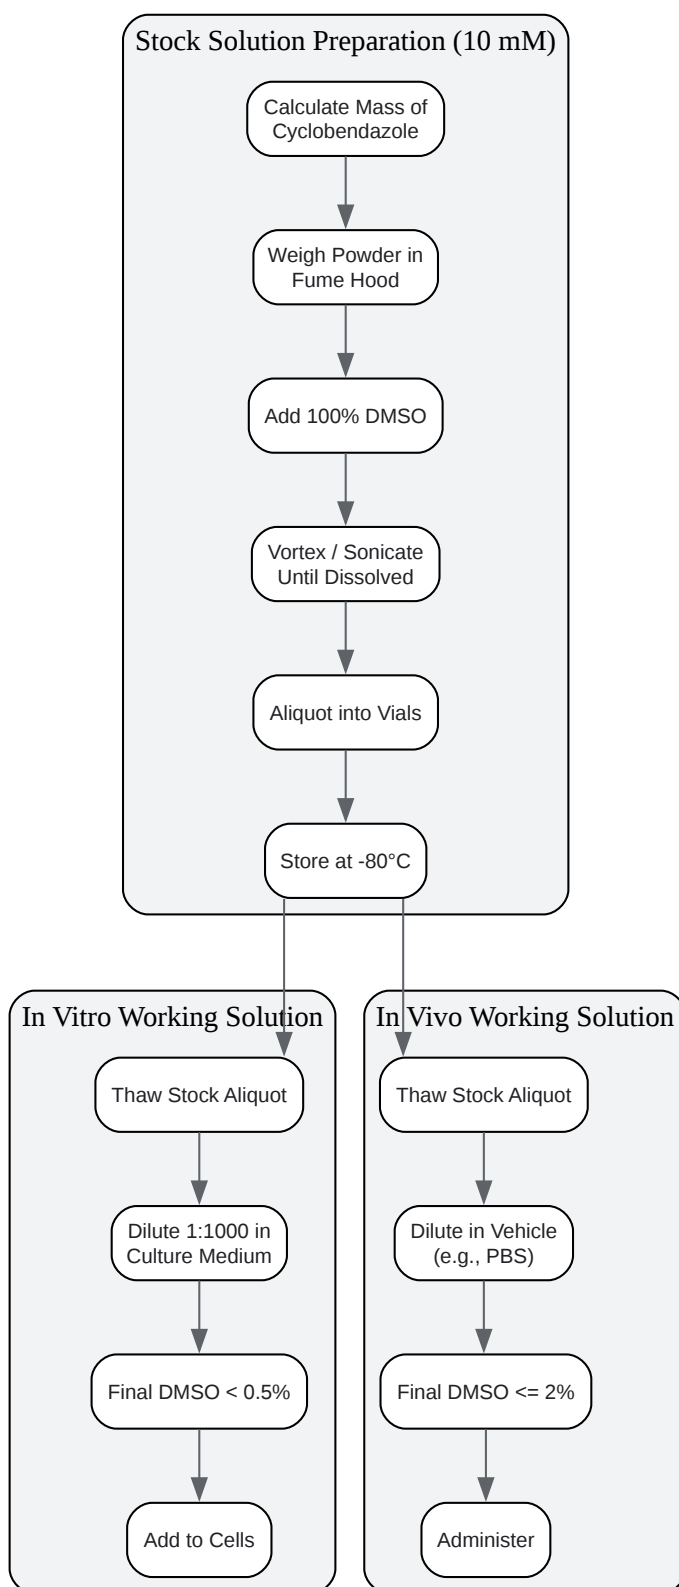 Stock Solution Preparation (10 mM)
Calculate Mass of
Cyclobendazole
Weigh Powder in
Fume Hood
Add 100% DMSO
Vortex / Sonicate
Until Dissolved
Aliquot into Vials
Store at -80°C
In Vitro Working Solution
Thaw Stock Aliquot
Dilute 1:1000 in
Culture Medium
Final DMSO < 0.5%
Add to Cells
In Vivo Working Solution
Thaw Stock Aliquot
Dilute in Vehicle
(e.g., PBS)
Final DMSO <= 2%
Administer